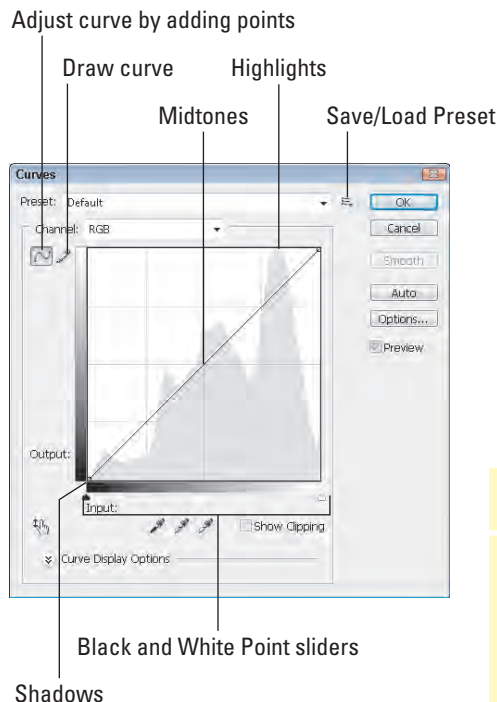 Adjust curve by adding points
Draw curve
Highlights
Midtones
Save/Load Preset
Curves
Preset: Default
OK
Channel: RGB
Cancel
Smooth
Auto
Options...
Preview
Output:
Input:
Show Clipping
Curve Display Options
Black and White Point sliders
Shadows